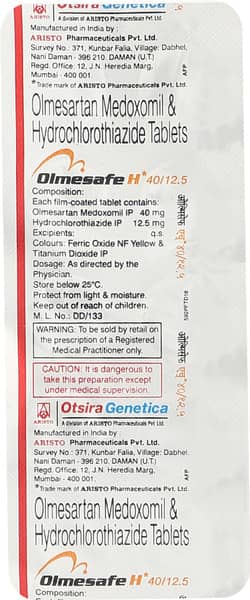 Otsira Genetica
A Division of ARISTO Pharmaceuticals Pvt. Ltd.
Manufactured in India by :
ARISTO Pharmaceuticals Pvt. Ltd.
Survey No.: 371, Kunbar Falia, Village: Dabhel,
Nani Daman - 396 210. DAMAN (U.T.)
Regd. Office: 12, J.N. Heredia Marg,
Mumbai - 400 001.
*Trade mark of ARISTO Pharmaceuticals Pvt. Ltd.
AFP
Olmesartan Medoxomil &
Hydrochlorothiazide Tablets
Olmesafe H* 40/12.5
Composition:
Each film-coated tablet contains:
Olmesartan Medoxomil IP 40 mg
Hydrochlorothiazide IP 12.5 mg
Excipients: q.s.
Colours: Ferric Oxide NF Yellow &
Titanium Dioxide IP
Dosage: As directed by the
Physician.
Store below 25°C.
Protect from light & moisture.
Keep out of reach of children.
M. L. No.: DD/133
WARNING: To be sold by retail on
the prescription of a Registered
Medical Practitioner only.
CAUTION: It is dangerous to
take this preparation except
under medical supervision.
ARISTO
Otsira Genetica
A Division of ARISTO Pharmaceuticals Pvt. Ltd.
Manufactured in India by :
ARISTO Pharmaceuticals Pvt. Ltd.
Survey No.: 371, Kunbar Falia, Village: Dabhel,
Nani Daman - 396 210. DAMAN (U.T.)
Regd. Office: 12, J.N. Heredia Marg,
Mumbai - 400 001.
*Trade mark of ARISTO Pharmaceuticals Pvt. Ltd.
AFP
Olmesartan Medoxomil &
Hydrochlorothiazide Tablets
Olmesafe H* 40/12.5
Composition: